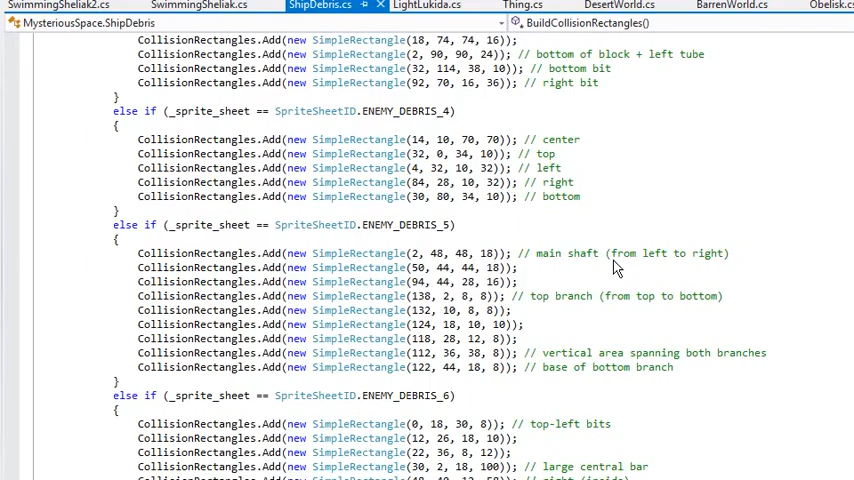 SwimmingSheliak2.cs SwimmingSheliak.cs ShipDebris.cs LightLukida.cs Thing.cs DesertWorld.cs BarrenWorld.cs Obelisk.cs
MysteriousSpace.ShipDebris BuildCollisionRectangles()
CollisionRectangles.Add(new SimpleRectangle(18, 74, 74, 16));
CollisionRectangles.Add(new SimpleRectangle(2, 90, 90, 24)); // bottom of block + left tube
CollisionRectangles.Add(new SimpleRectangle(32, 114, 38, 10)); // bottom bit
CollisionRectangles.Add(new SimpleRectangle(92, 70, 16, 36)); // right bit
}
else if (_sprite_sheet == SpriteSheetID.ENEMY_DEBRIS_4)
{
CollisionRectangles.Add(new SimpleRectangle(14, 10, 70, 70)); // center
CollisionRectangles.Add(new SimpleRectangle(32, 0, 34, 10)); // top
CollisionRectangles.Add(new SimpleRectangle(4, 32, 10, 32)); // left
CollisionRectangles.Add(new SimpleRectangle(84, 28, 10, 32)); // right
CollisionRectangles.Add(new SimpleRectangle(30, 80, 34, 10)); // bottom
}
else if (_sprite_sheet == SpriteSheetID.ENEMY_DEBRIS_5)
{
CollisionRectangles.Add(new SimpleRectangle(2, 48, 48, 18)); // main shaft (from left to right)
CollisionRectangles.Add(new SimpleRectangle(50, 44, 44, 18));
CollisionRectangles.Add(new SimpleRectangle(94, 44, 28, 16));
CollisionRectangles.Add(new SimpleRectangle(138, 2, 8, 8)); // top branch (from top to bottom)
CollisionRectangles.Add(new SimpleRectangle(132, 10, 8, 8));
CollisionRectangles.Add(new SimpleRectangle(124, 18, 10, 10));
CollisionRectangles.Add(new SimpleRectangle(118, 28, 12, 8));
CollisionRectangles.Add(new SimpleRectangle(112, 36, 38, 8)); // vertical area spanning both branches
CollisionRectangles.Add(new SimpleRectangle(122, 44, 18, 8)); // base of bottom branch
}
else if (_sprite_sheet == SpriteSheetID.ENEMY_DEBRIS_6)
{
CollisionRectangles.Add(new SimpleRectangle(0, 18, 30, 8)); // top-left bits
CollisionRectangles.Add(new SimpleRectangle(12, 26, 18, 10));
CollisionRectangles.Add(new SimpleRectangle(22, 36, 8, 12));
CollisionRectangles.Add(new SimpleRectangle(30, 2, 18, 100)); // large central bar